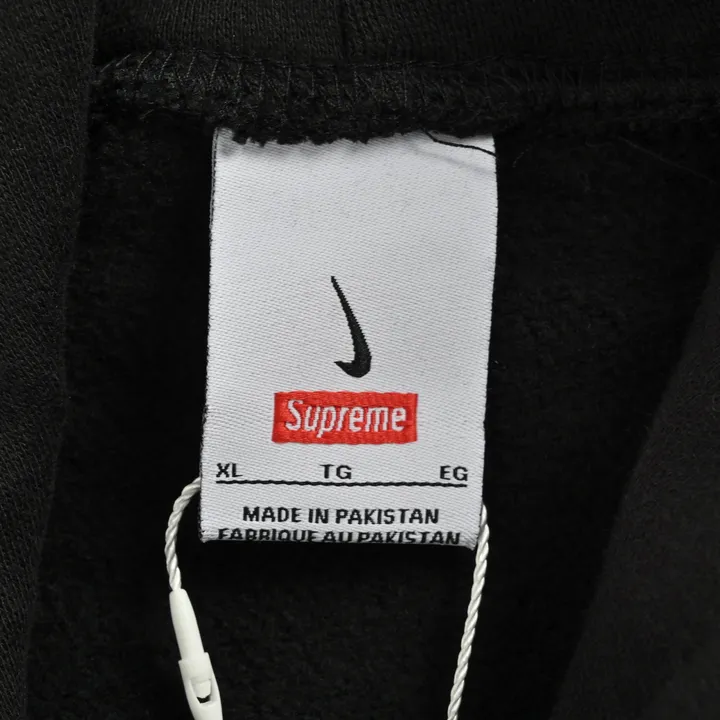 Supreme
XL TG EG
MADE IN PAKISTAN
FABRIQUE AU PAKISTAN